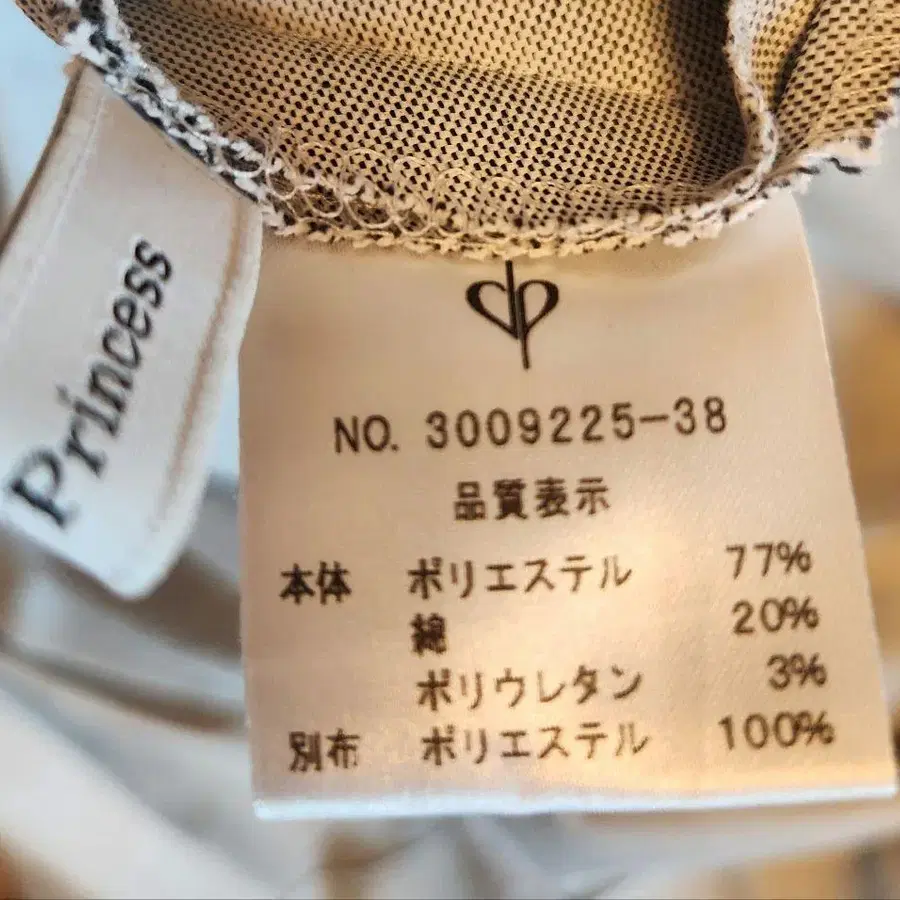 Princess
NO. 3009225-38
品質表示
本体 ポリエステル 77%
綿 20%
ポリウレタン 3%
別布 ポリエステル 100%